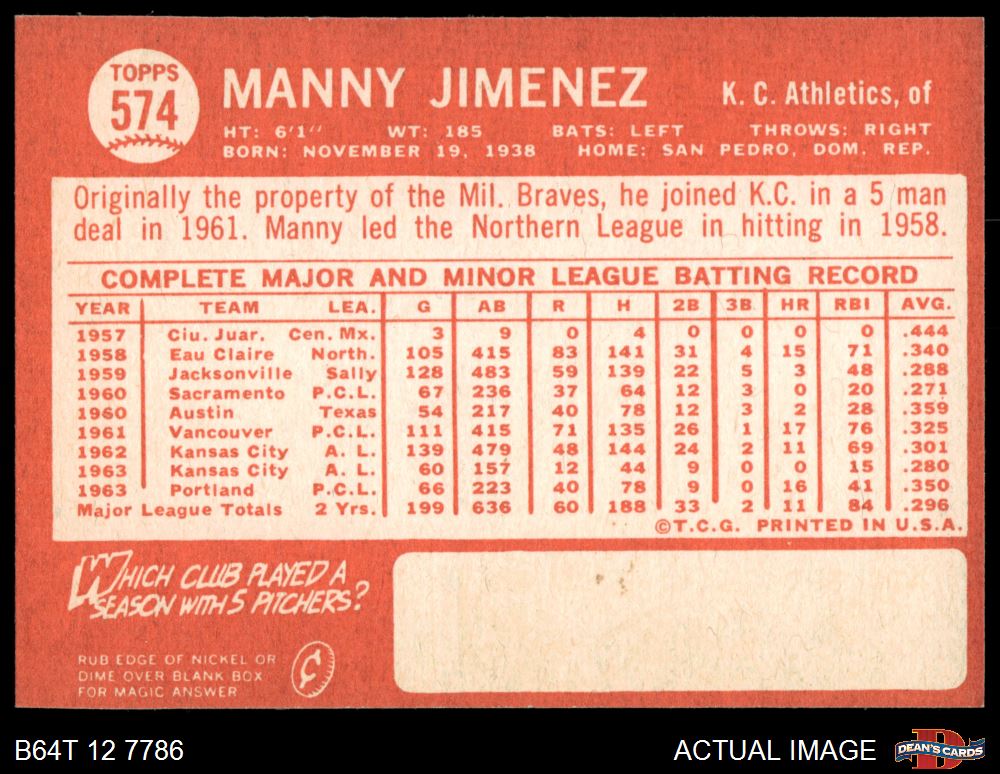 TOPPS
574
MANNY JIMENEZ
K. C. Athletics, of
HT: 6'1" WT: 185 BATS: LEFT THROWS: RIGHT
BORN: NOVEMBER 19, 1938 HOME: SAN PEDRO, DOM. REP.
Originally the property of the Mil. Braves, he joined K.C. in a 5 man
deal in 1961. Manny led the Northern League in hitting in 1958.
COMPLETE MAJOR AND MINOR LEAGUE BATTING RECORD
YEAR TEAM LEA. G AB R H 2B 3B HR RBI AVG.
1957 Ciu. Juar. Cen. Mx. 3 9 0 4 0 0 0 0 .444
1958 Eau Claire North. 105 415 83 141 31 4 15 71 .340
1959 Jacksonville Sally 128 483 59 139 22 5 3 48 .288
1960 Sacramento P.C.L. 67 236 37 64 12 3 0 20 .271
1960 Austin Texas 54 217 40 78 12 3 2 28 .359
1961 Vancouver P.C.L. 111 415 71 135 26 1 17 76 .325
1962 Kansas City A. L. 139 479 48 144 24 2 11 69 .301
1963 Kansas City A. L. 60 157 12 44 9 0 0 15 .280
1963 Portland P.C.L. 66 223 40 78 9 0 16 41 .350
Major League Totals 2 Yrs. 199 636 60 188 33 2 11 84 .296
©T.C.G. PRINTED IN U.S.A.
WHICH CLUB PLAYED A
SEASON WITH 5 PITCHERS?
RUB EDGE OF NICKEL OR
DIME OVER BLANK BOX
FOR MAGIC ANSWER
¢
B64T 12 7786
ACTUAL IMAGE
D
DEAN'S CARDS